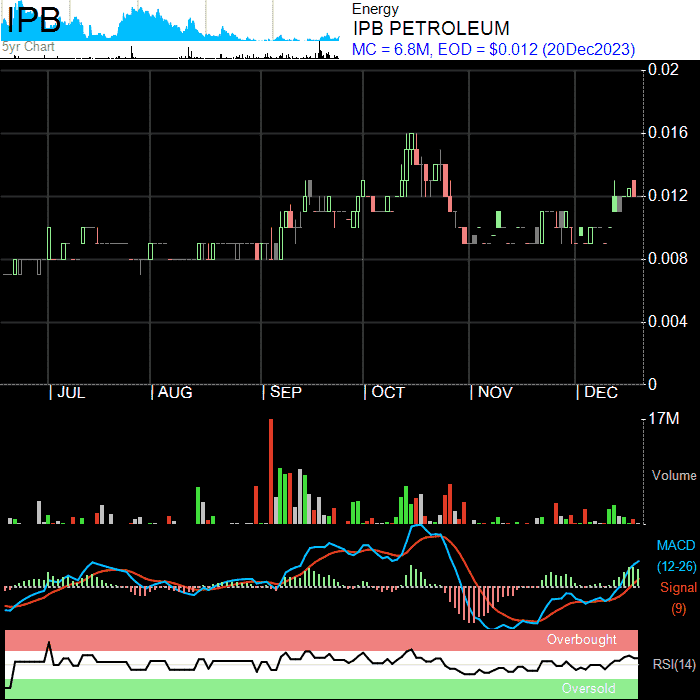 IPB
5yr Chart
Energy
IPB PETROLEUM
MC = 6.8M, EOD = $0.012 (20Dec2023)
0.02
0.016
0.012
0.008
0.004
0
| JUL | AUG | SEP | OCT | NOV | DEC
17M
Volume
MACD
(12-26)
Signal
(9)
Overbought
RSI(14)
Oversold